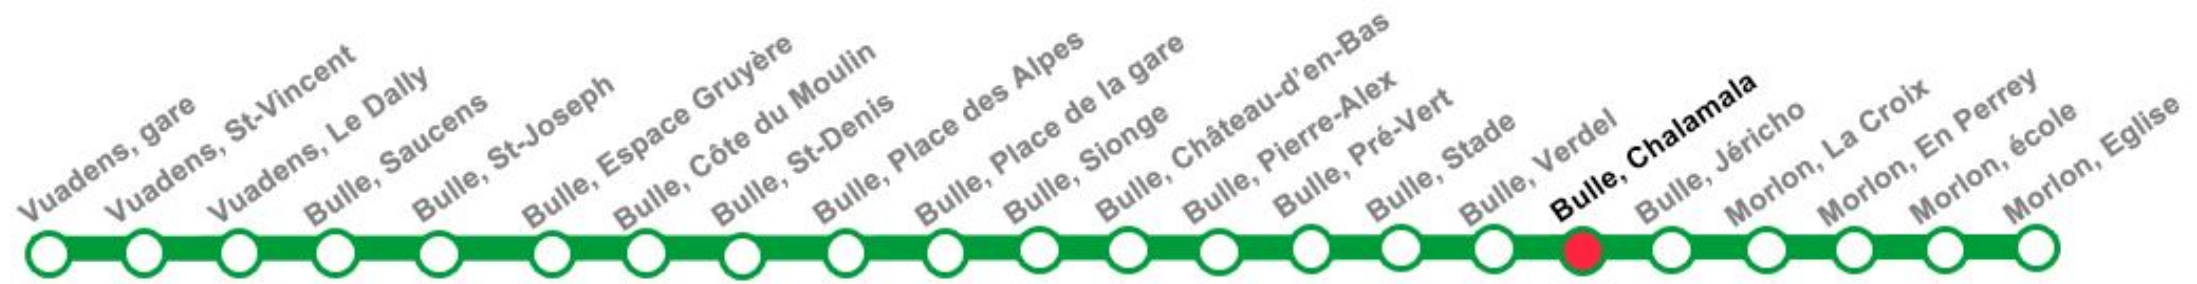 Vuadens, gare
Vuadens, St-Vincent
Vuadens, Le Dally
Bulle, Saucens
Bulle, St-Joseph
Bulle, Espace Gruyère
Bulle, Côte du Moulin
Bulle, St-Denis
Bulle, Place des Alpes
Bulle, Place de la gare
Bulle, Sionge
Bulle, Château-d'en-Bas
Bulle, Pierre-Alex
Bulle, Pré-Vert
Bulle, Stade
Bulle, Verdel
Bulle, Chalamala
Bulle, Jéricho
Morlon, La Croix
Morlon, En Perrey
Morlon, école
Morlon, Eglise